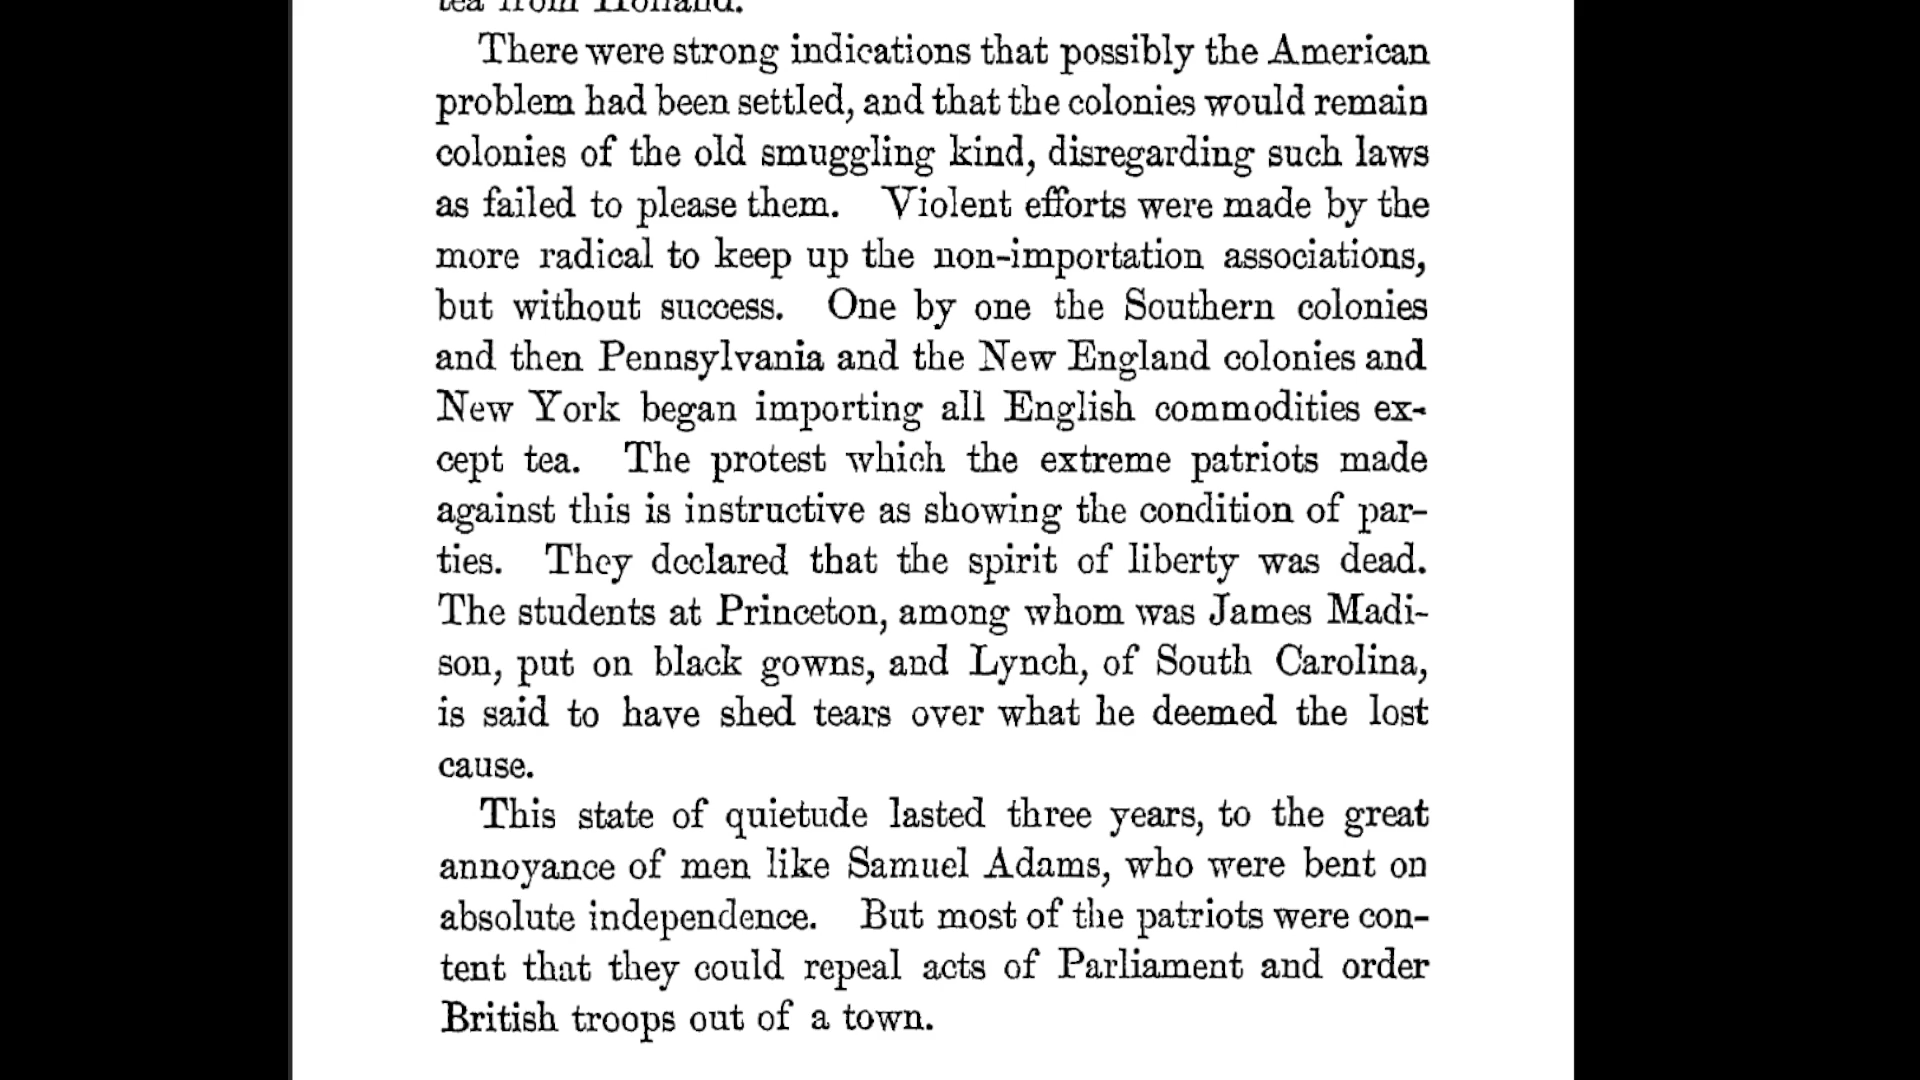 tea from Holland.
There were strong indications that possibly the American
problem had been settled, and that the colonies would remain
colonies of the old smuggling kind, disregarding such laws
as failed to please them. Violent efforts were made by the
more radical to keep up the non-importation associations,
but without success. One by one the Southern colonies
and then Pennsylvania and the New England colonies and
New York began importing all English commodities ex-
cept tea. The protest which the extreme patriots made
against this is instructive as showing the condition of par-
ties. They declared that the spirit of liberty was dead.
The students at Princeton, among whom was James Madi-
son, put on black gowns, and Lynch, of South Carolina,
is said to have shed tears over what he deemed the lost
cause.
This state of quietude lasted three years, to the great
annoyance of men like Samuel Adams, who were bent on
absolute independence. But most of the patriots were con-
tent that they could repeal acts of Parliament and order
British troops out of a town.